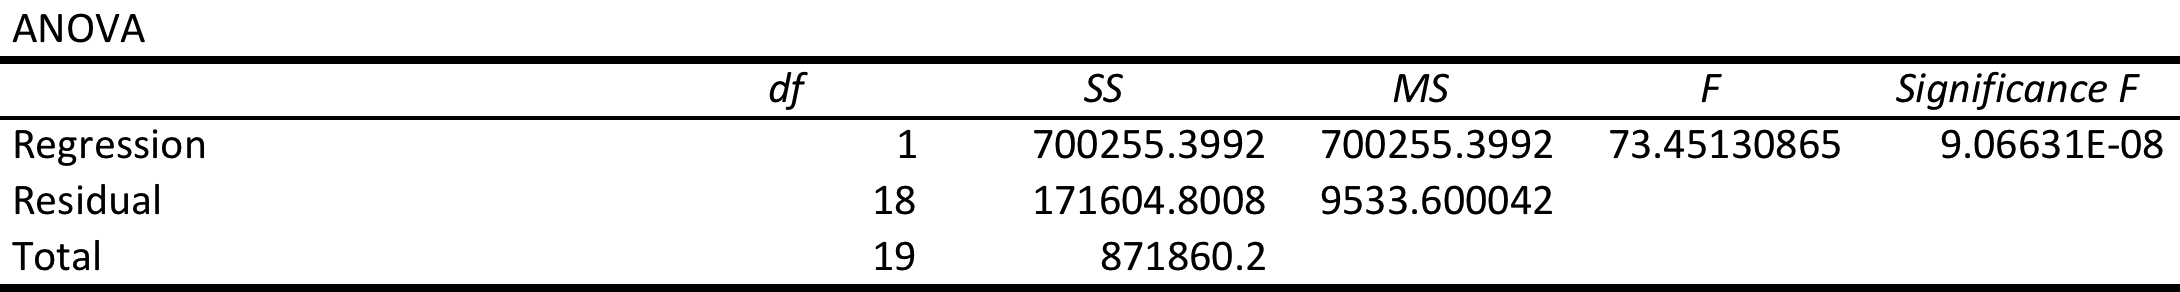 ANOVA
df SS MS F Significance F
Regression 1 700255.3992 700255.3992 73.45130865 9.06631E-08
Residual 18 171604.8008 9533.600042
Total 19 871860.2